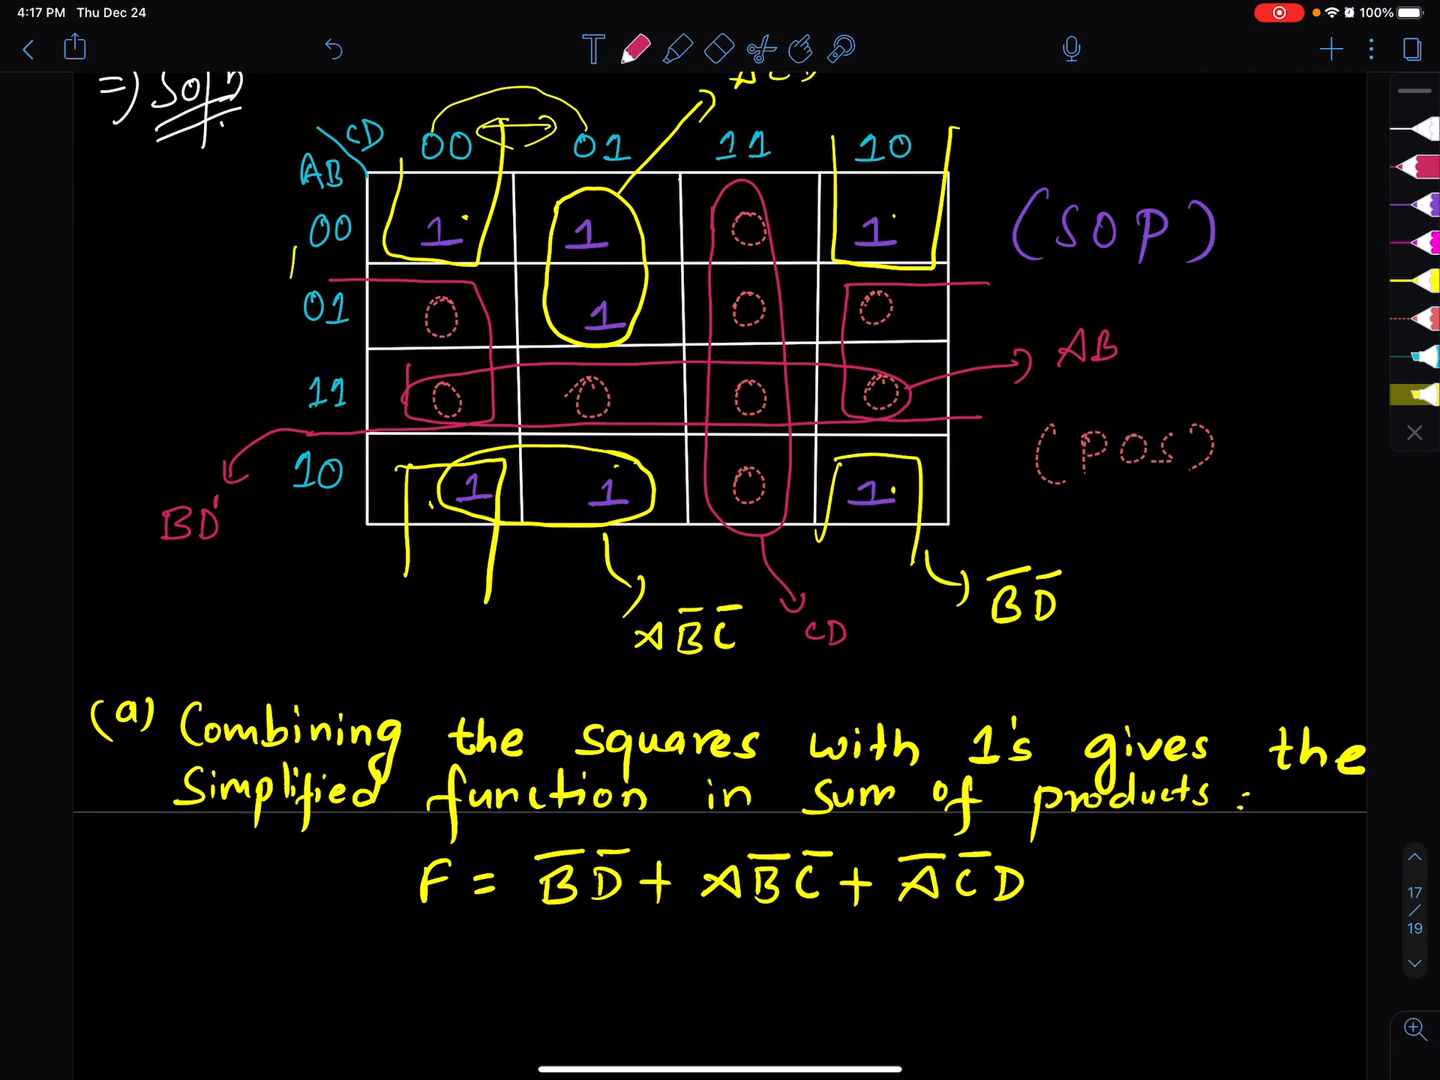 4:17 PM Thu Dec 24
100%
=) Sol^n
CD
AB
00 01 11 10
00 1 1 0 1
01 0 1 0 0
11 0 0 0 0
10 1 1 0 1
(SOP)
AB
(POS)
BD'
AB̅C̅
CD
B̅D̅
(a) Combining the squares with 1's gives the
Simplified function in sum of products:
F = B̅D̅ + AB̅C̅ + A̅C̅D
17
/
19